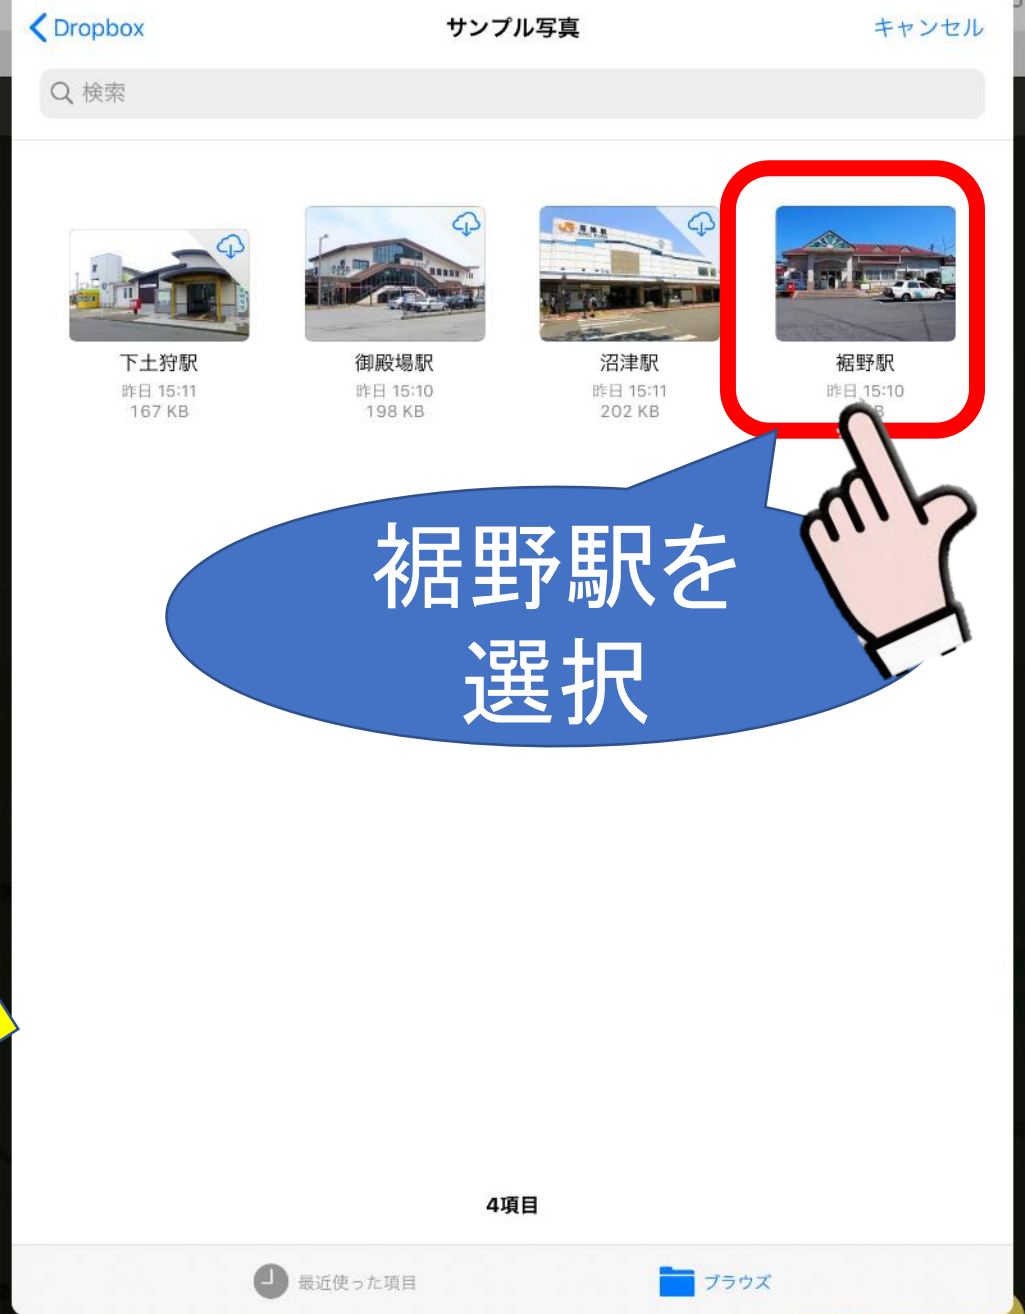 Dropbox
サンプル写真
キャンセル
検索
下土狩駅
昨日 15:11
167 KB
御殿場駅
昨日 15:10
198 KB
沼津駅
昨日 15:11
202 KB
裾野駅
昨日 15:10
裾野駅を
選択
4項目
最近使った項目
ブラウズ